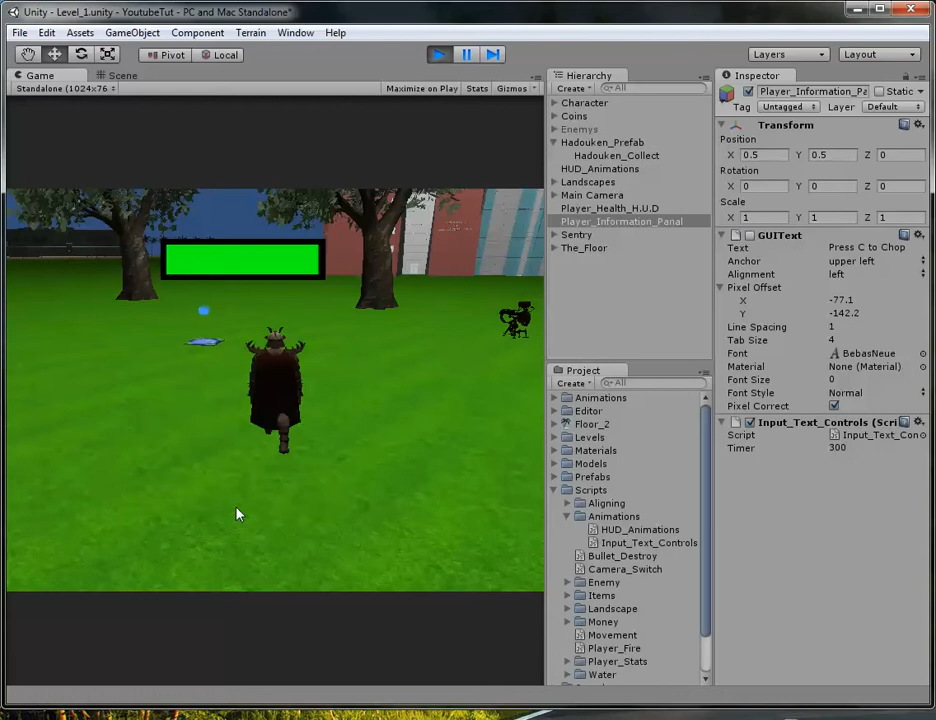 Unity - Level_1.unity - YoutubeTut - PC and Mac Standalone*
File Edit Assets GameObject Component Terrain Window Help
Pivot Local Layers Layout
Game Scene
Standalone (1024x76 Maximize on Play Stats Gizmos
Hierarchy
Create All
Character
Coins
Enemys
Hadouken_Prefab
Hadouken_Collect
HUD_Animations
Landscapes
Main Camera
Player_Health_H.U.D
Player_Information_Panal
Sentry
The_Floor
Project
Create All
Animations
Editor
Floor_2
Levels
Materials
Models
Prefabs
Scripts
Aligning
Animations
HUD_Animations
Input_Text_Controls
Bullet_Destroy
Camera_Switch
Enemy
Items
Landscape
Money
Movement
Player_Fire
Player_Stats
Water
Inspector
Player_Information_Pa Static
Tag Untagged Layer Default
Transform
Position
X 0.5 Y 0.5 Z 0
Rotation
X 0 Y 0 Z 0
Scale
X 1 Y 1 Z 1
GUIText
Text Press C to Chop
Anchor upper left
Alignment left
Pixel Offset
X -77.1
Y -142.2
Line Spacing 1
Tab Size 4
Font BebasNeue
Material None (Material)
Font Size 0
Font Style Normal
Pixel Correct
Input_Text_Controls (Scri
Script Input_Text_Con
Timer 300